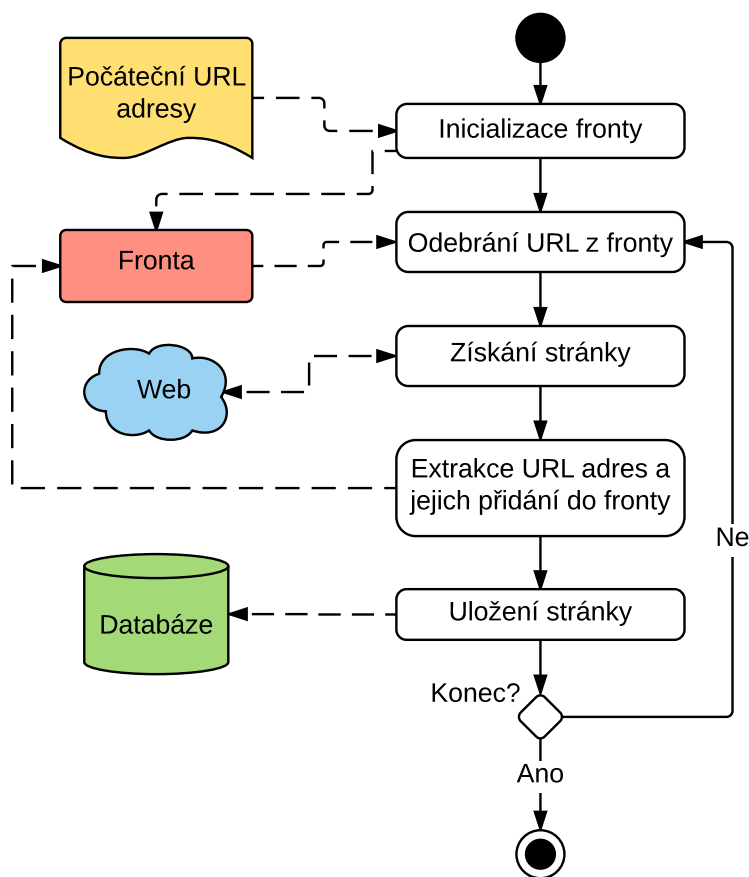 Počáteční URL
adresy
Inicializace fronty
Fronta
Odebrání URL z fronty
Web
Získání stránky
Extrakce URL adres a
jejich přidání do fronty
Ne
Databáze
Uložení stránky
Konec?
Ano